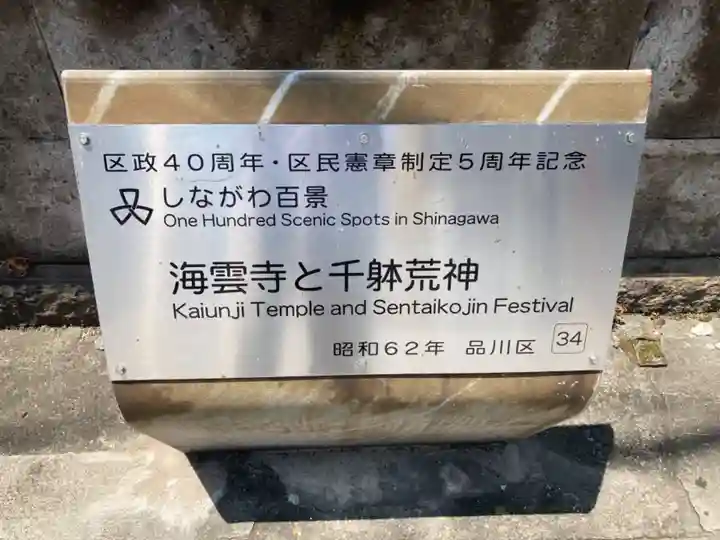 区政40周年・区民憲章制定5周年記念
しながわ百景
One Hundred Scenic Spots in Shinagawa
海雲寺と千躰荒神
Kaiunji Temple and Sentaikojin Festival
昭和62年 品川区 34